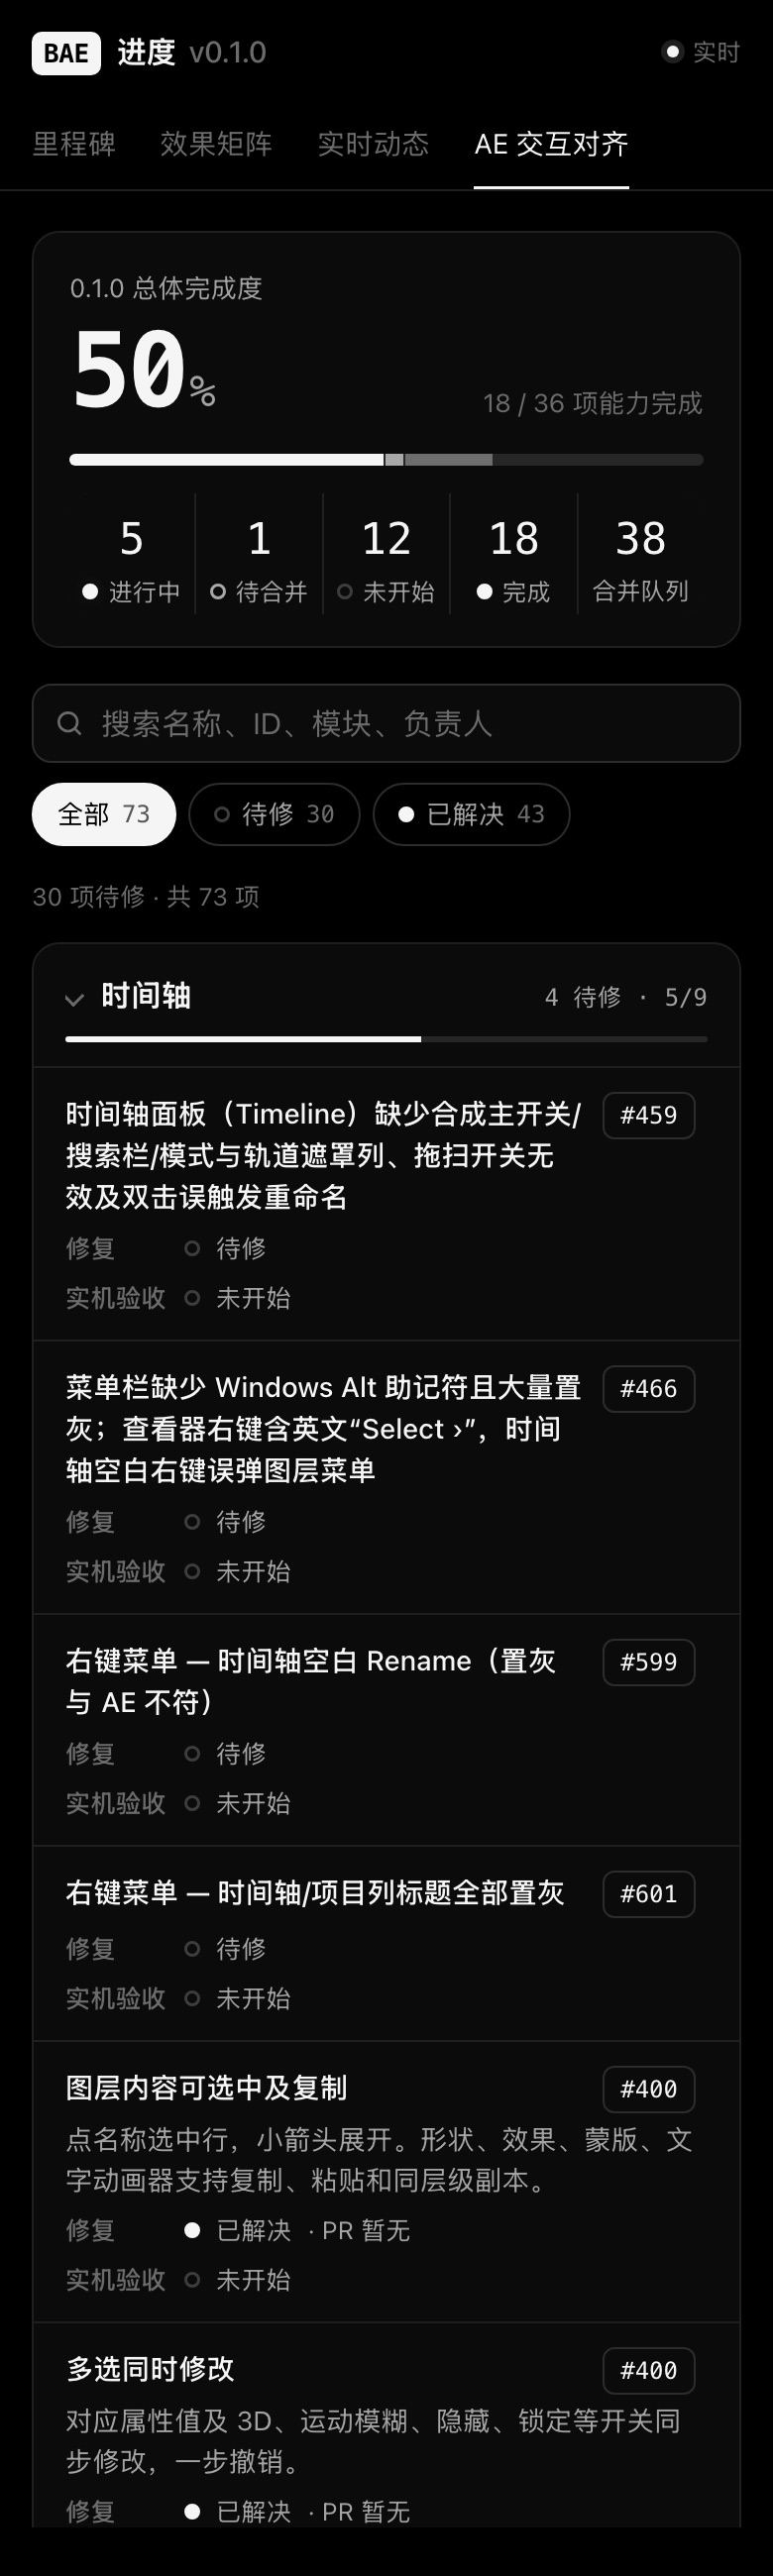 BAE 进度 v0.1.0 实时
里程碑 效果矩阵 实时动态 AE 交互对齐
0.1.0 总体完成度
50%
18 / 36 项能力完成
5 1 12 18 38
进行中 待合并 未开始 完成 合并队列
搜索名称、ID、模块、负责人
全部 73 待修 30 已解决 43
30 项待修 · 共 73 项
时间轴 4 待修 · 5/9
时间轴面板（Timeline）缺少合成主开关/ #459
搜索栏/模式与轨道遮罩列、拖扫开关无
效及双击误触发重命名
修复 待修
实机验收 未开始
菜单栏缺少 Windows Alt 助记符且大量置 #466
灰；查看器右键含英文“Select ›”，时间
轴空白右键误弹图层菜单
修复 待修
实机验收 未开始
右键菜单 — 时间轴空白 Rename（置灰 #599
与 AE 不符）
修复 待修
实机验收 未开始
右键菜单 — 时间轴/项目列标题全部置灰 #601
修复 待修
实机验收 未开始
图层内容可选中及复制 #400
点名称选中行，小箭头展开。形状、效果、蒙版、文
字动画器支持复制、粘贴和同层级副本。
修复 已解决 · PR 暂无
实机验收 未开始
多选同时修改 #400
对应属性值及 3D、运动模糊、隐藏、锁定等开关同
步修改，一步撤销。
修复 已解决 · PR 暂无